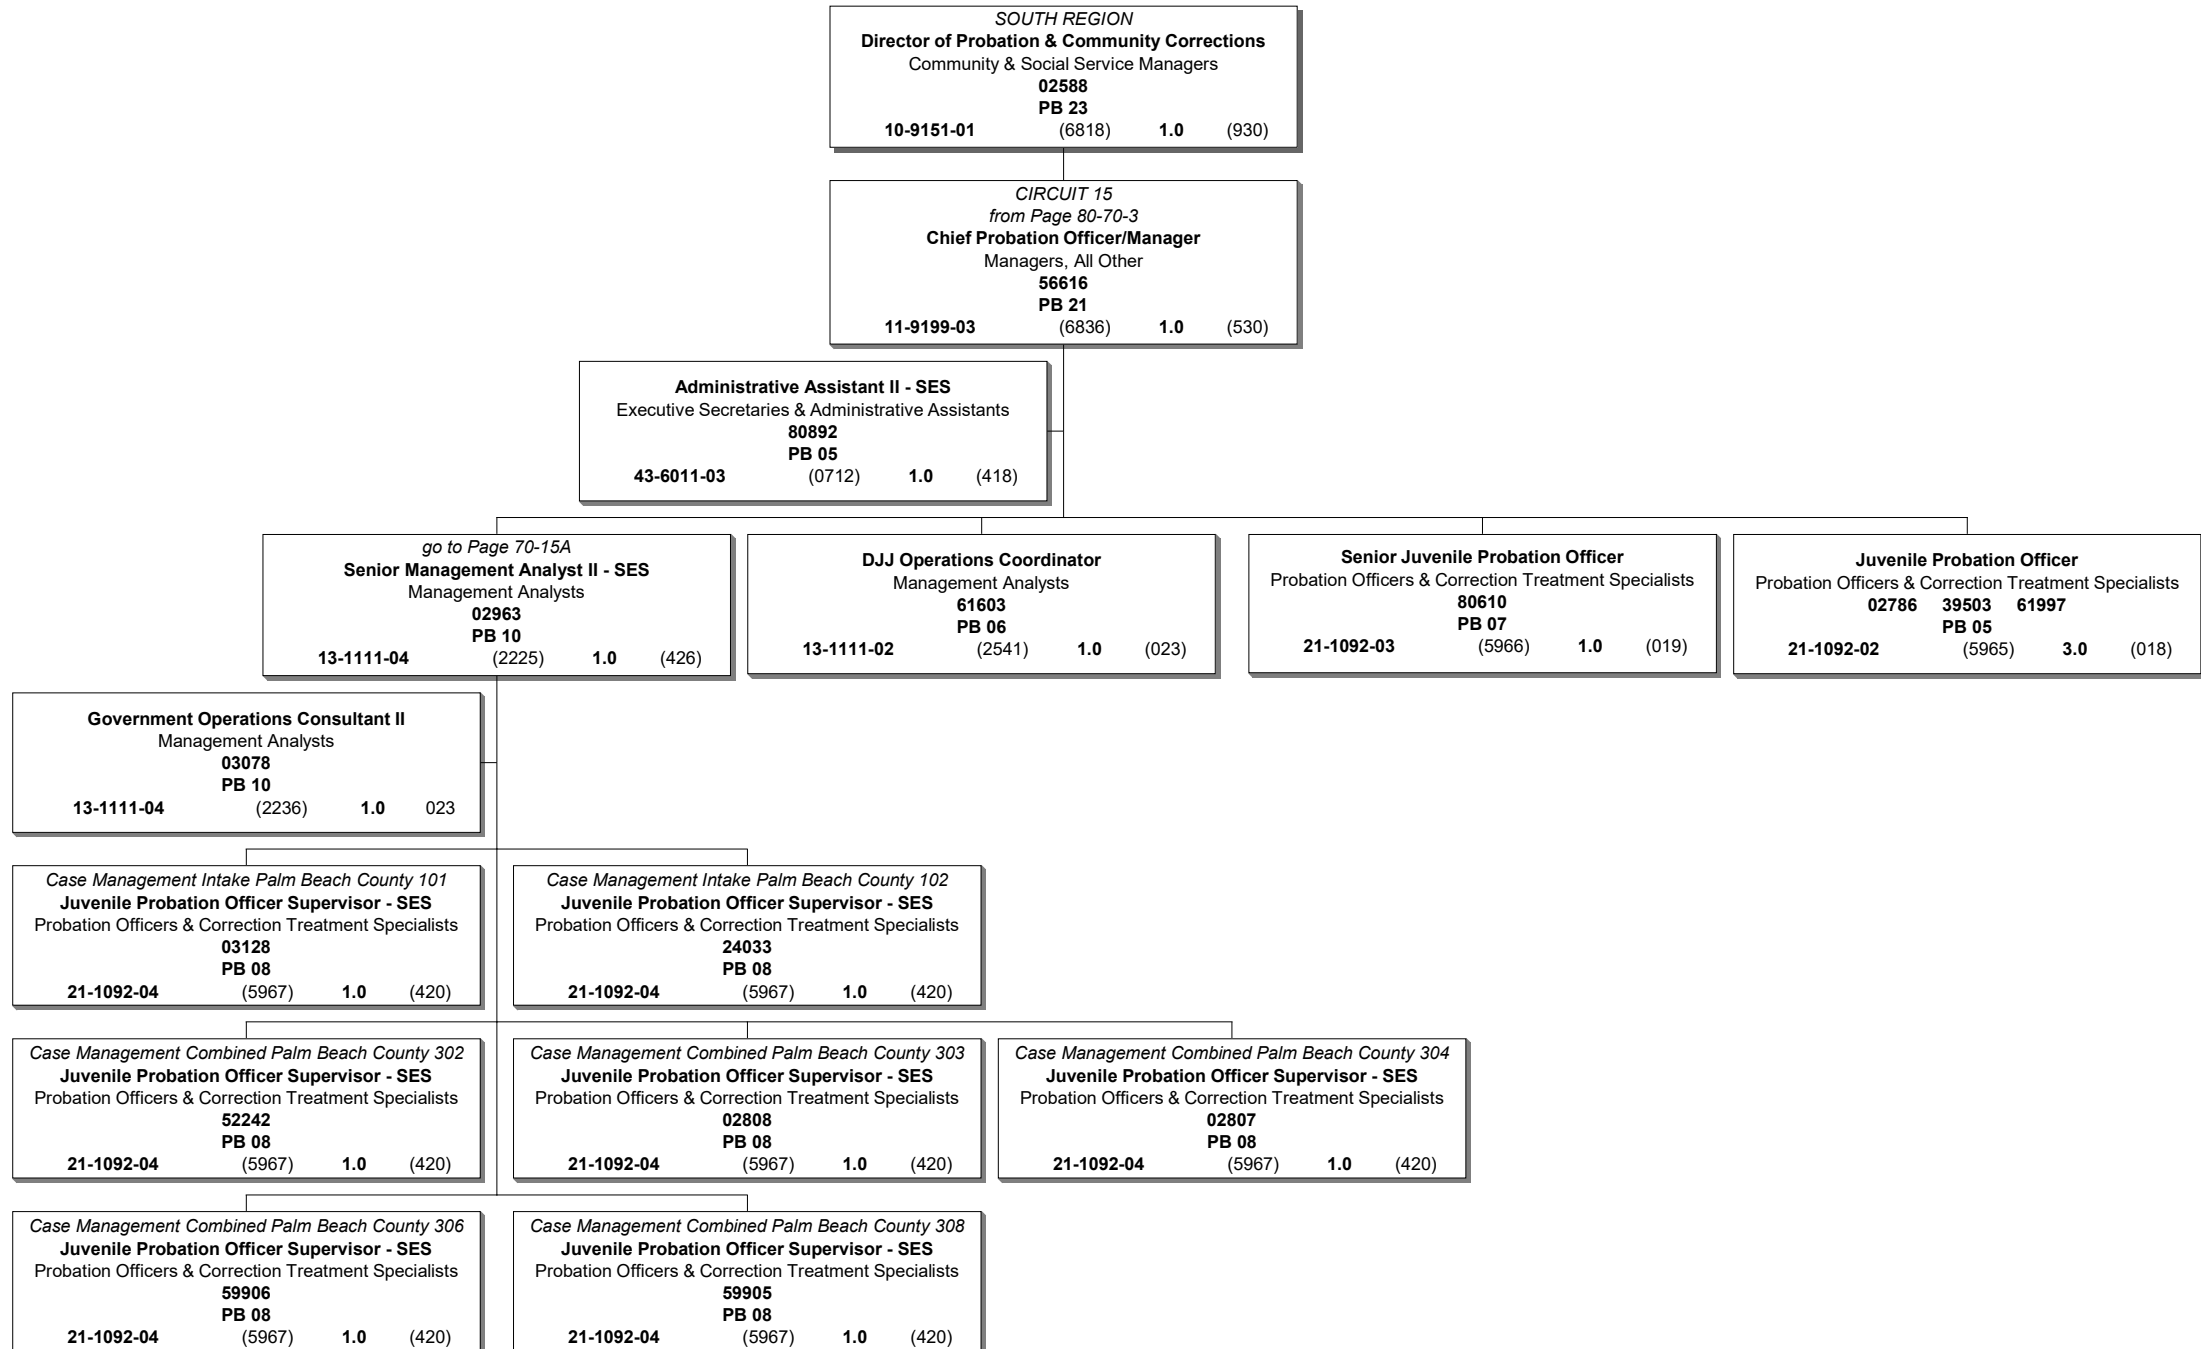 SOUTH REGION
Director of Probation & Community Corrections
Community & Social Service Managers
02588
PB 23
10-9151-01 (6818) 1.0 (930)
CIRCUIT 15
from Page 80-70-3
Chief Probation Officer/Manager
Managers, All Other
56616
PB 21
11-9199-03 (6836) 1.0 (530)
Administrative Assistant II - SES
Executive Secretaries & Administrative Assistants
80892
PB 05
43-6011-03 (0712) 1.0 (418)
go to Page 70-15A
Senior Management Analyst II - SES
Management Analysts
02963
PB 10
13-1111-04 (2225) 1.0 (426)
DJJ Operations Coordinator
Management Analysts
61603
PB 06
13-1111-02 (2541) 1.0 (023)
Senior Juvenile Probation Officer
Probation Officers & Correction Treatment Specialists
80610
PB 07
21-1092-03 (5966) 1.0 (019)
Juvenile Probation Officer
Probation Officers & Correction Treatment Specialists
02786 39503 61997
PB 05
21-1092-02 (5965) 3.0 (018)
Government Operations Consultant II
Management Analysts
03078
PB 10
13-1111-04 (2236) 1.0 023
Case Management Intake Palm Beach County 101
Juvenile Probation Officer Supervisor - SES
Probation Officers & Correction Treatment Specialists
03128
PB 08
21-1092-04 (5967) 1.0 (420)
Case Management Intake Palm Beach County 102
Juvenile Probation Officer Supervisor - SES
Probation Officers & Correction Treatment Specialists
24033
PB 08
21-1092-04 (5967) 1.0 (420)
Case Management Combined Palm Beach County 302
Juvenile Probation Officer Supervisor - SES
Probation Officers & Correction Treatment Specialists
52242
PB 08
21-1092-04 (5967) 1.0 (420)
Case Management Combined Palm Beach County 303
Juvenile Probation Officer Supervisor - SES
Probation Officers & Correction Treatment Specialists
02808
PB 08
21-1092-04 (5967) 1.0 (420)
Case Management Combined Palm Beach County 304
Juvenile Probation Officer Supervisor - SES
Probation Officers & Correction Treatment Specialists
02807
PB 08
21-1092-04 (5967) 1.0 (420)
Case Management Combined Palm Beach County 306
Juvenile Probation Officer Supervisor - SES
Probation Officers & Correction Treatment Specialists
59906
PB 08
21-1092-04 (5967) 1.0 (420)
Case Management Combined Palm Beach County 308
Juvenile Probation Officer Supervisor - SES
Probation Officers & Correction Treatment Specialists
59905
PB 08
21-1092-04 (5967) 1.0 (420)